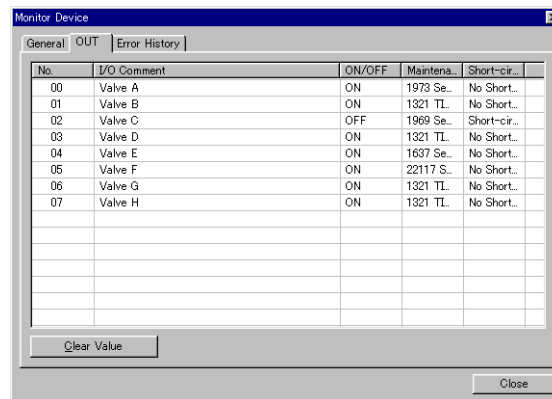 Monitor Device
General OUT Error History
No. I/O Comment ON/OFF Maintena... Short-cir...
00 Valve A ON 1973 Se... No Short...
01 Valve B ON 1321 TI... No Short...
02 Valve C OFF 1969 Se... Short-cir...
03 Valve D ON 1321 TI... No Short...
04 Valve E ON 1637 Se... No Short...
05 Valve F ON 22117 S... No Short...
06 Valve G ON 1321 TI... No Short...
07 Valve H ON 1321 TI... No Short...
Clear Value
Close